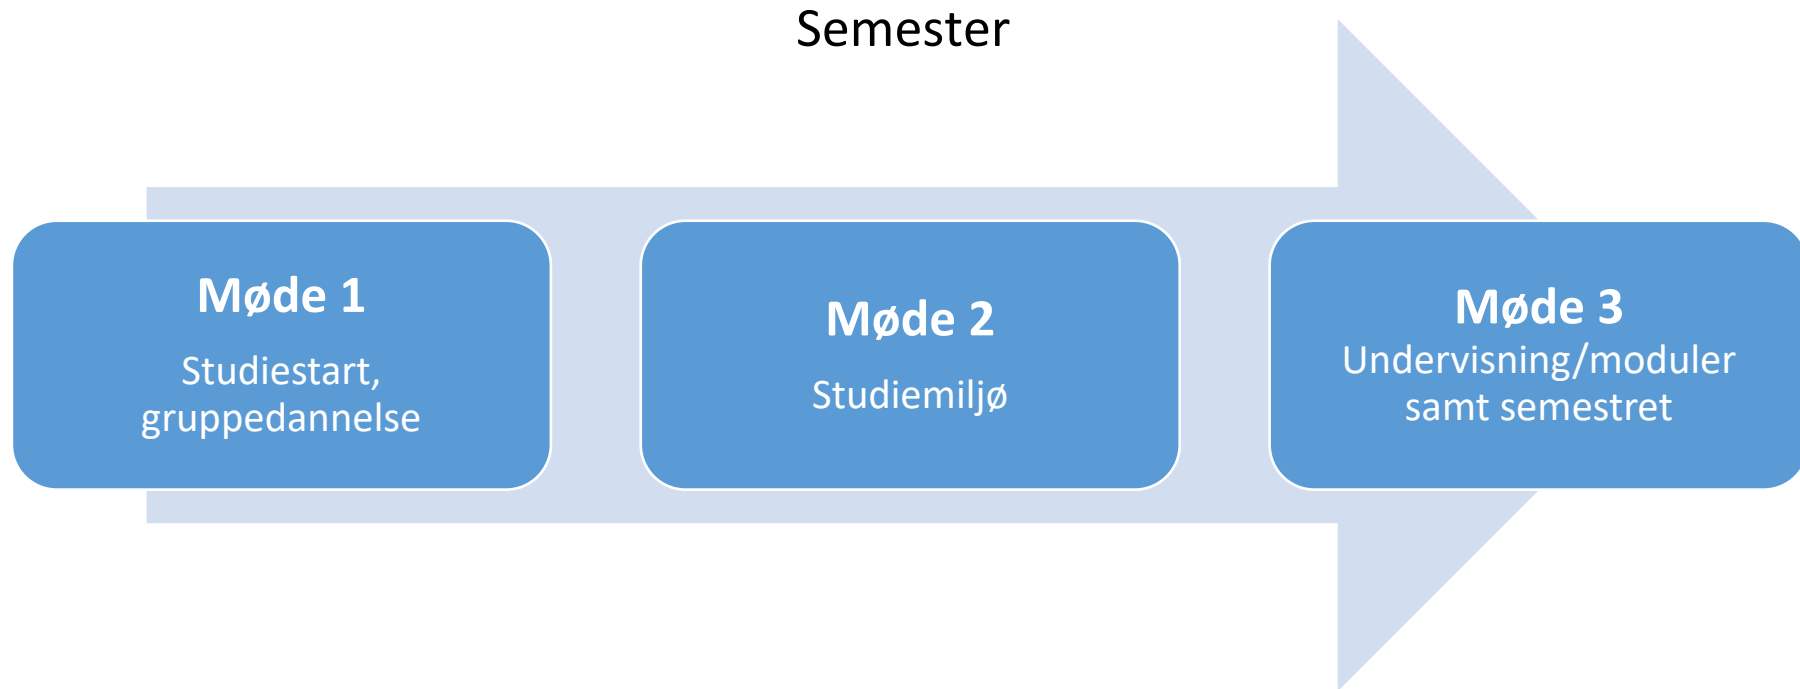 Semester
Møde 1
Studiestart,
gruppedannelse
Møde 2
Studiemiljø
Møde 3
Undervisning/moduler
samt semestret